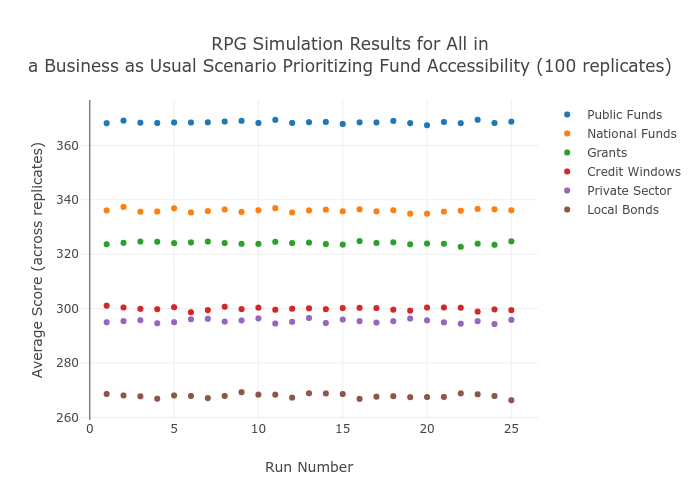 RPG Simulation Results for All in
a Business as Usual Scenario Prioritizing Fund Accessibility (100 replicates)
Public Funds
National Funds
Grants
Credit Windows
Private Sector
Local Bonds
Average Score (across replicates)
360
340
320
300
280
260
0
5
10
15
20
25
Run Number